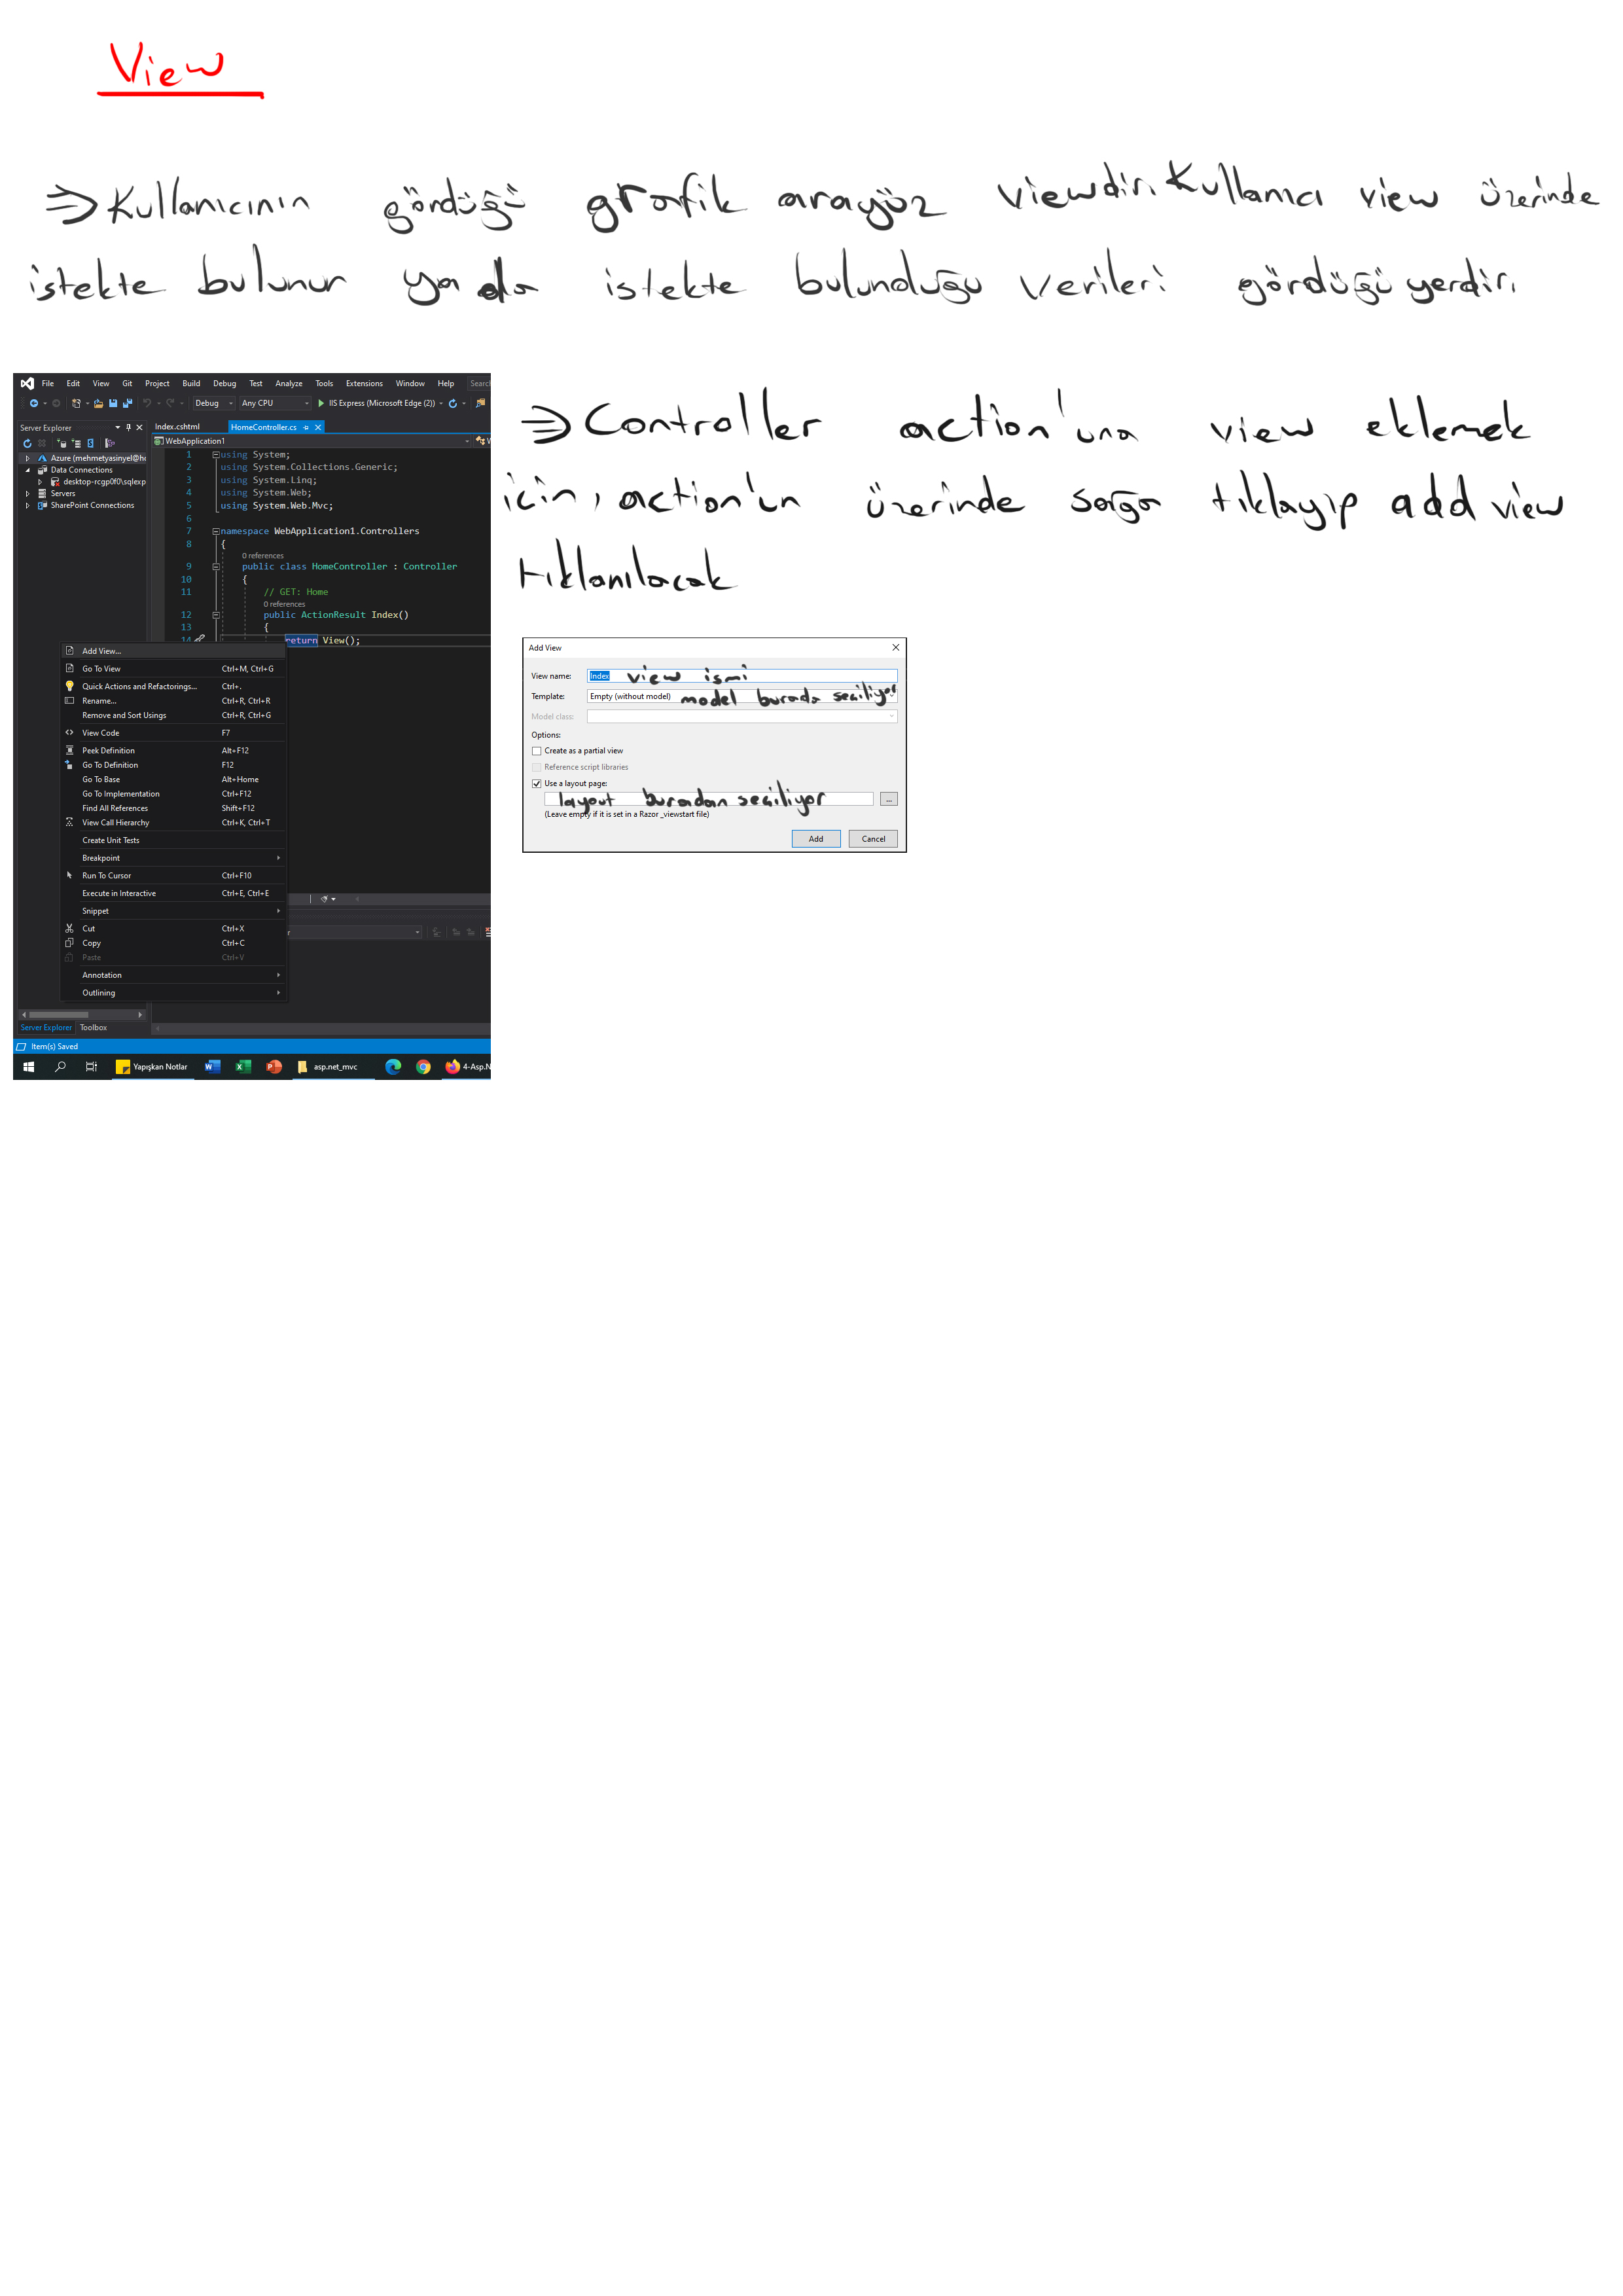 View
⇒ Kullanıcının gördüğü grafik arayüz viewdir. Kullanıcı view üzerinde
istekte bulunur ya da istekte bulunduğu verileri gördüğü yerdir.
File Edit View Git Project Build Debug Test Analyze Tools Extensions Window Help Searc
Debug Any CPU IIS Express (Microsoft Edge (2))
Server Explorer
Index.cshtml HomeController.cs
WebApplication1
Azure (mehmetyasinyel@ho
Data Connections
desktop-rcgp0f0\sqlexp
Servers
SharePoint Connections
1 using System;
2 using System.Collections.Generic;
3 using System.Linq;
4 using System.Web;
5 using System.Web.Mvc;
6
7 namespace WebApplication1.Controllers
8 {
0 references
9 public class HomeController : Controller
10 {
11 // GET: Home
0 references
12 public ActionResult Index()
13 {
14 return View();
Add View...
Go To View Ctrl+M, Ctrl+G
Quick Actions and Refactorings... Ctrl+.
Rename... Ctrl+R, Ctrl+R
Remove and Sort Usings Ctrl+R, Ctrl+G
View Code F7
Peek Definition Alt+F12
Go To Definition F12
Go To Base Alt+Home
Go To Implementation Ctrl+F12
Find All References Shift+F12
View Call Hierarchy Ctrl+K, Ctrl+T
Create Unit Tests
Breakpoint
Run To Cursor Ctrl+F10
Execute in Interactive Ctrl+E, Ctrl+E
Snippet
Cut Ctrl+X
Copy Ctrl+C
Paste Ctrl+V
Annotation
Outlining
Server Explorer Toolbox
Item(s) Saved
Yapışkan Notlar asp.net_mvc 4-Asp.N
⇒ Controller action'una view eklemek
için, action'un üzerinde sağa tıklayıp add view
tıklanılacak
Add View
View name: Index view ismi
Template: Empty (without model) model burada seçiliyor
Model class:
Options:
Create as a partial view
Reference script libraries
Use a layout page:
layout buradan seçiliyor
...
(Leave empty if it is set in a Razor _viewstart file)
Add Cancel